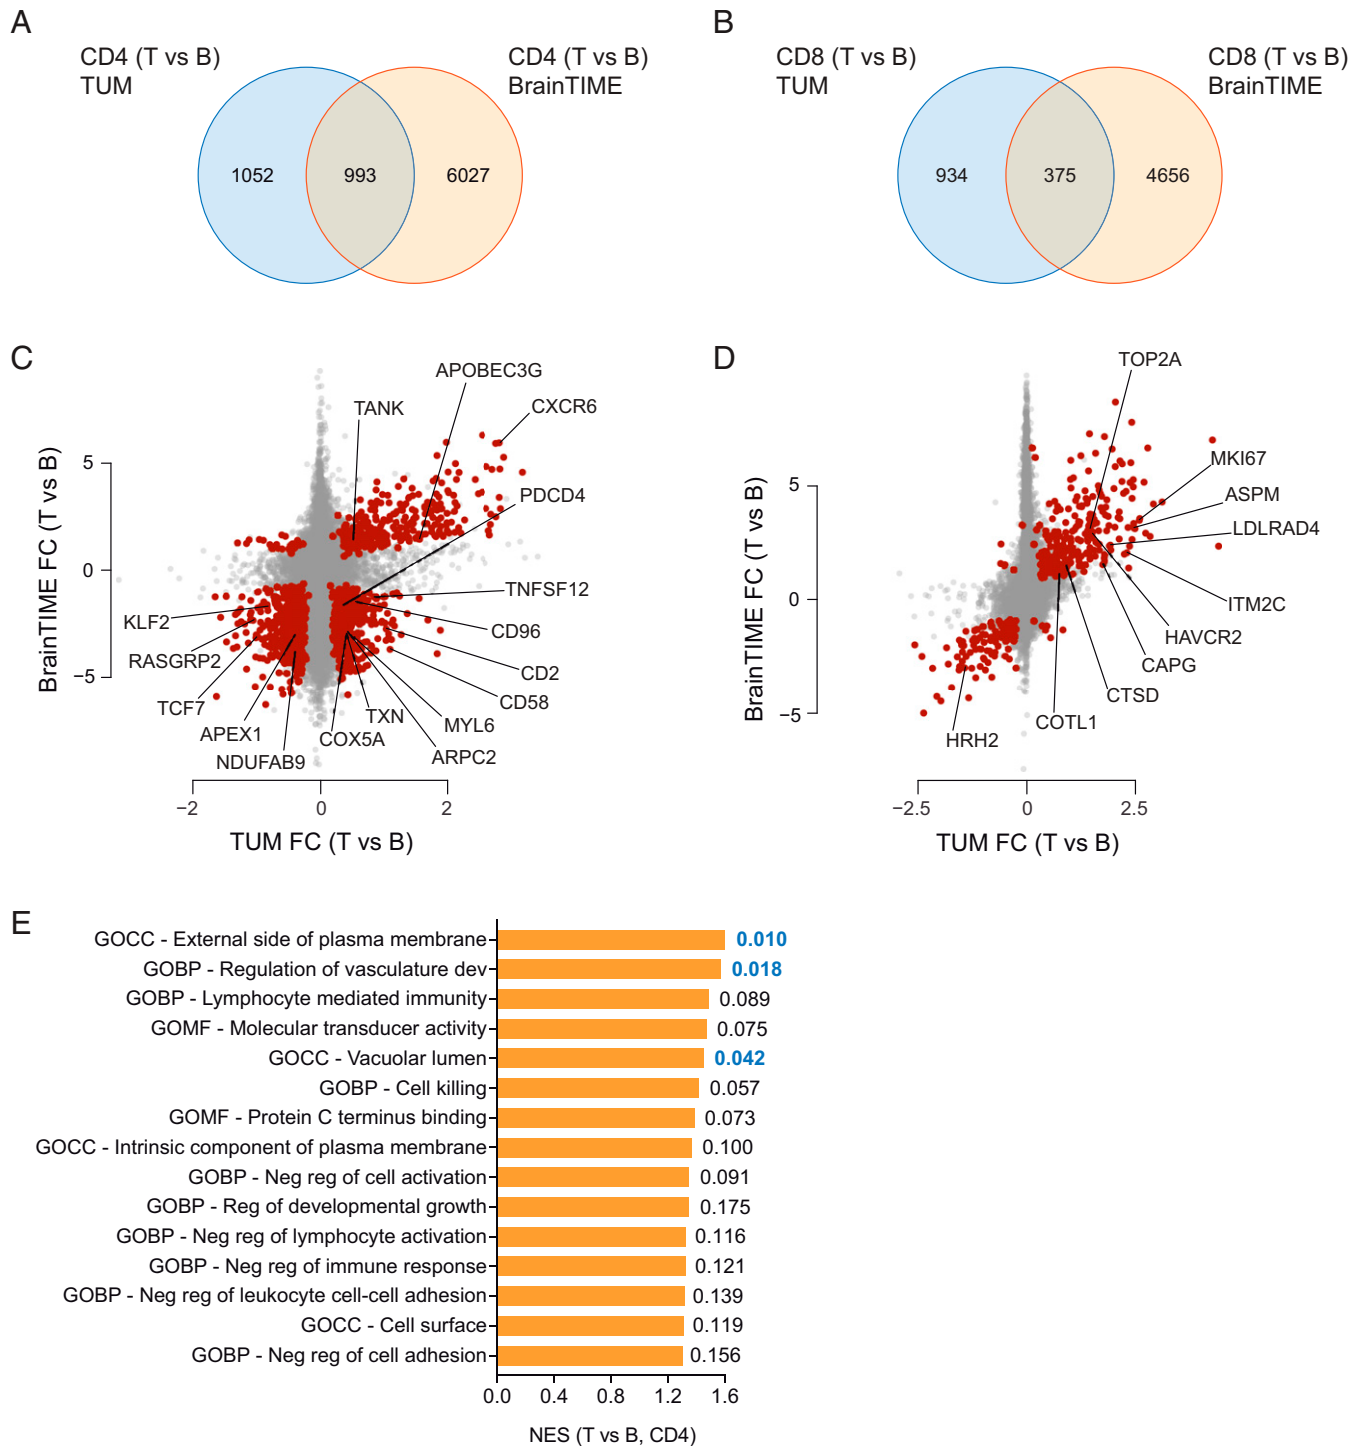 A
CD4 (T vs B)
TUM
CD4 (T vs B)
BrainTIME
1052
993
6027
B
CD8 (T vs B)
TUM
CD8 (T vs B)
BrainTIME
934
375
4656
C
BrainTIME FC (T vs B)
5
0
−5
APOBEC3G
TANK
CXCR6
PDCD4
TNFSF12
CD96
CD2
CD58
MYL6
ARPC2
TXN
COX5A
NDUFAB9
APEX1
TCF7
RASGRP2
KLF2
−2
0
2
TUM FC (T vs B)
D
BrainTIME FC (T vs B)
5
0
−5
TOP2A
MKI67
ASPM
LDLRAD4
ITM2C
HAVCR2
CAPG
CTSD
COTL1
HRH2
−2.5
0
2.5
TUM FC (T vs B)
E
GOCC - External side of plasma membrane 0.010
GOBP - Regulation of vasculature dev 0.018
GOBP - Lymphocyte mediated immunity 0.089
GOMF - Molecular transducer activity 0.075
GOCC - Vacuolar lumen 0.042
GOBP - Cell killing 0.057
GOMF - Protein C terminus binding 0.073
GOCC - Intrinsic component of plasma membrane 0.100
GOBP - Neg reg of cell activation 0.091
GOBP - Reg of developmental growth 0.175
GOBP - Neg reg of lymphocyte activation 0.116
GOBP - Neg reg of immune response 0.121
GOBP - Neg reg of leukocyte cell-cell adhesion 0.139
GOCC - Cell surface 0.119
GOBP - Neg reg of cell adhesion 0.156
0.0 0.4 0.8 1.2 1.6
NES (T vs B, CD4)